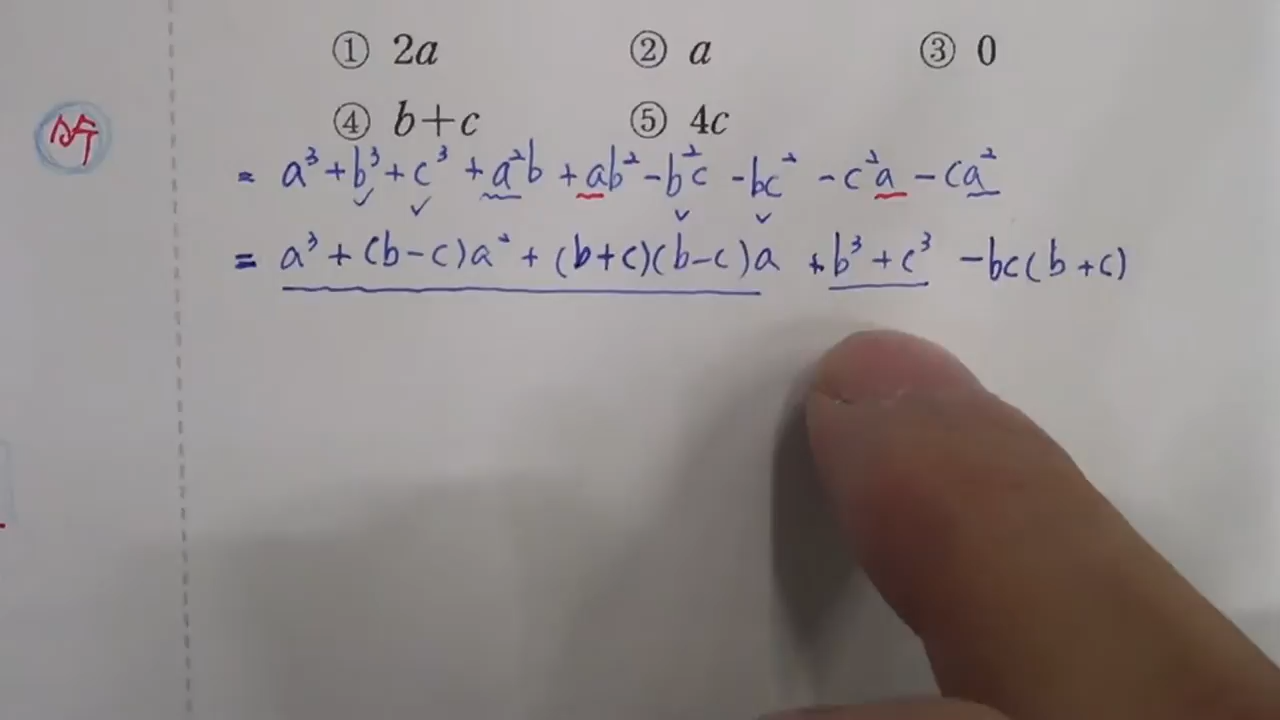 ① 2a ② a ③ 0
④ b+c ⑤ 4c
= a³+b³+c³+a²b+ab²-b²c-bc²-c²a-ca²
= a³+(b-c)a²+(b+c)(b-c)a+b³+c³-bc(b+c)